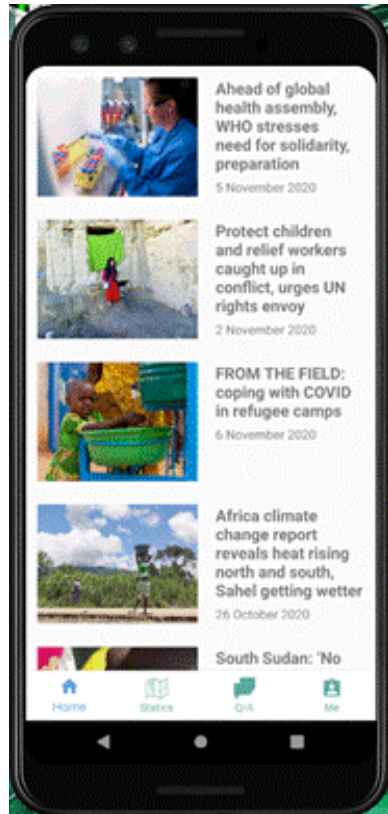 Ahead of global
health assembly,
WHO stresses
need for solidarity,
preparation
5 November 2020
Protect children
and relief workers
caught up in
conflict, urges UN
rights envoy
2 November 2020
FROM THE FIELD:
coping with COVID
in refugee camps
6 November 2020
Africa climate
change report
reveals heat rising
north and south,
Sahel getting wetter
26 October 2020
South Sudan: 'No
Home
Statics
Q/A
Me